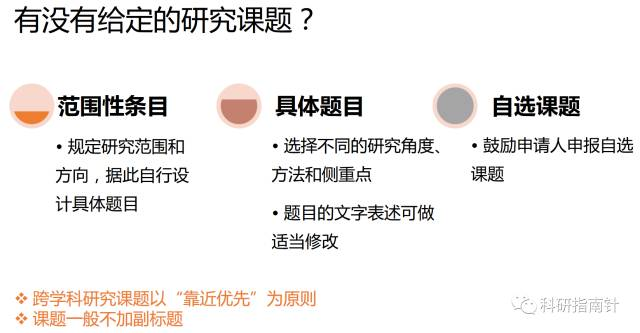 有没有给定的研究课题？
范围性条目
• 规定研究范围和
方向，据此自行设
计具体题目
具体题目
• 选择不同的研究角度、
方法和侧重点
• 题目的文字表述可做
适当修改
自选课题
• 鼓励申请人申报自选
课题
❖ 跨学科研究课题以“靠近优先”为原则
❖ 课题一般不加副标题
科研指南针